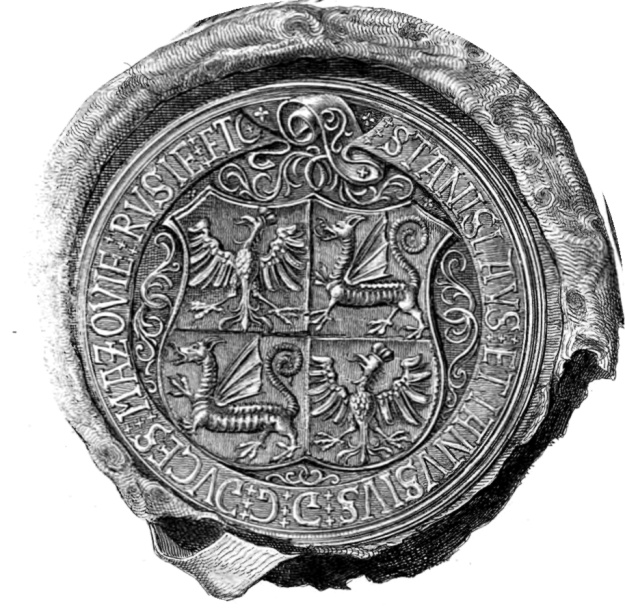 STANISLAVS : ET IANVSIVS : D : G : DVCES : MAZOVIE : RVSIE : ETC